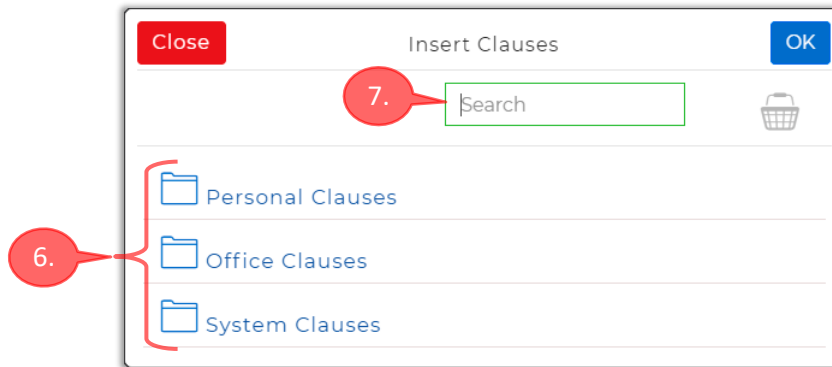 Close Insert Clauses OK
7. Search
Personal Clauses
6. Office Clauses
System Clauses